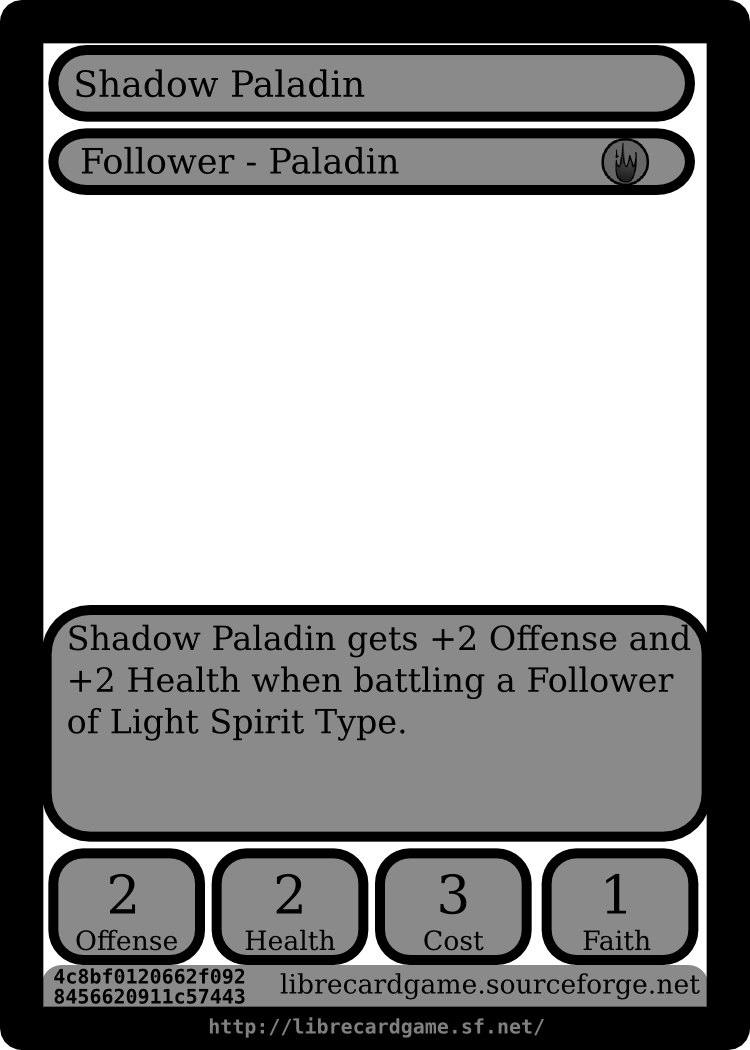 Shadow Paladin
Follower - Paladin
Shadow Paladin gets +2 Offense and
+2 Health when battling a Follower
of Light Spirit Type.
2
Offense
2
Health
3
Cost
1
Faith
4c8bf0120662f092
8456620911c57443
librecardgame.sourceforge.net
http://librecardgame.sf.net/